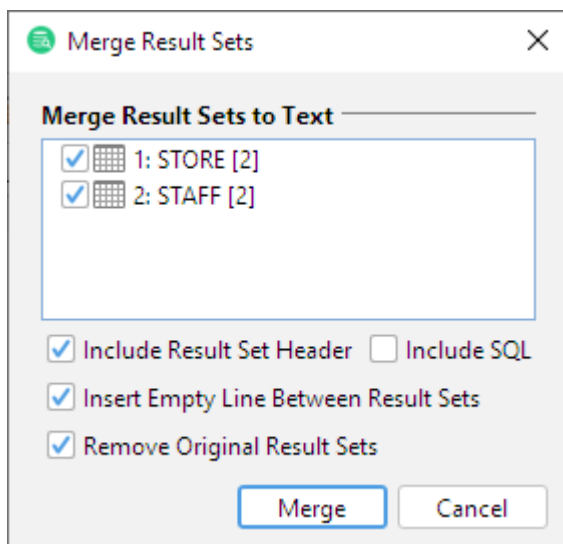 Merge Result Sets
Merge Result Sets to Text
1: STORE [2]
2: STAFF [2]
Include Result Set Header Include SQL
Insert Empty Line Between Result Sets
Remove Original Result Sets
Merge Cancel